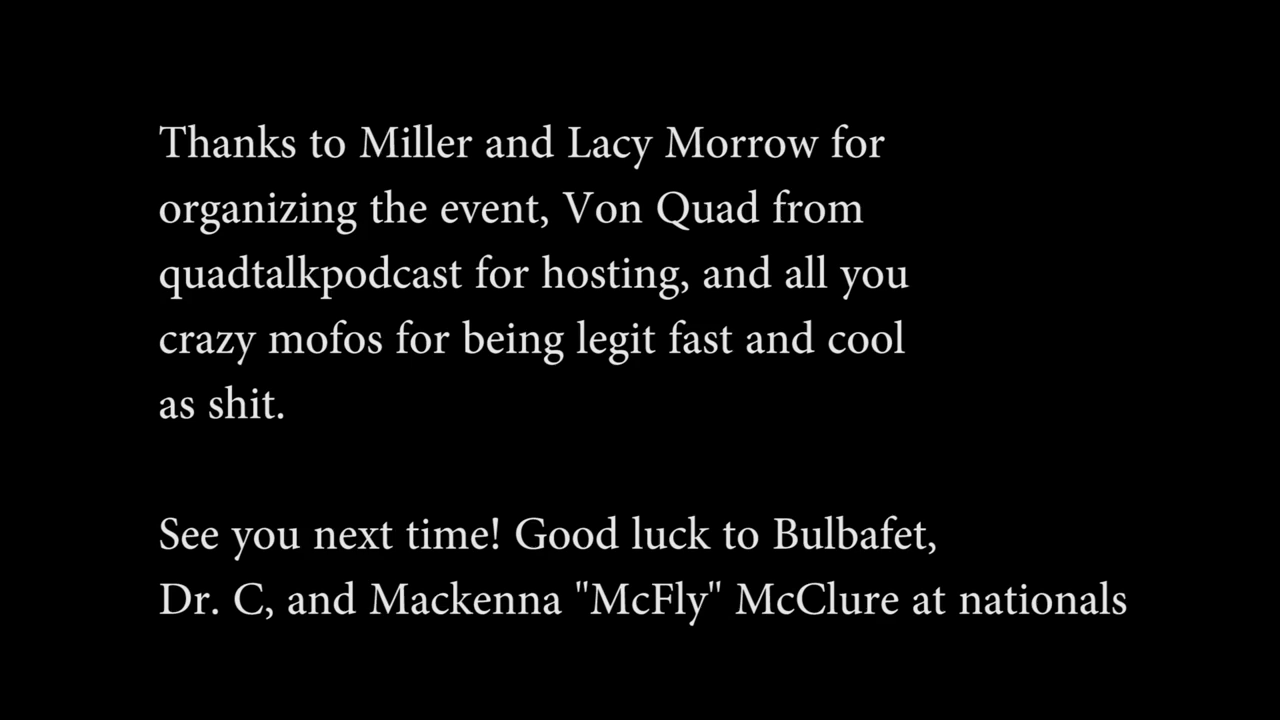 Thanks to Miller and Lacy Morrow for
organizing the event, Von Quad from
quadtalkpodcast for hosting, and all you
crazy mofos for being legit fast and cool
as shit.
See you next time! Good luck to Bulbafet,
Dr. C, and Mackenna "McFly" McClure at nationals